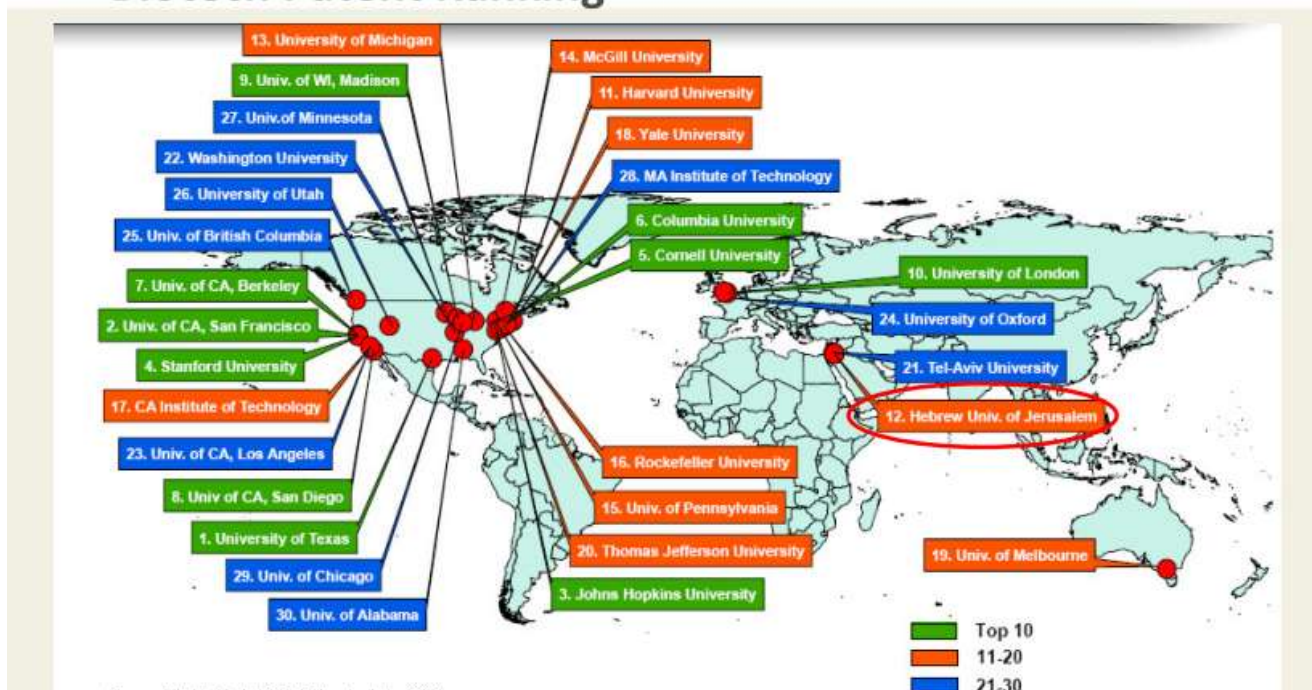 13. University of Michigan
14. McGill University
9. Univ. of WI, Madison
11. Harvard University
27. Univ.of Minnesota
18. Yale University
22. Washington University
28. MA Institute of Technology
26. University of Utah
6. Columbia University
25. Univ. of British Columbia
5. Cornell University
7. Univ. of CA, Berkeley
10. University of London
2. Univ. of CA, San Francisco
24. University of Oxford
4. Stanford University
21. Tel-Aviv University
17. CA Institute of Technology
12. Hebrew Univ. of Jerusalem
23. Univ. of CA, Los Angeles
16. Rockefeller University
8. Univ of CA, San Diego
15. Univ. of Pennsylvania
1. University of Texas
20. Thomas Jefferson University
19. Univ. of Melbourne
29. Univ. of Chicago
3. Johns Hopkins University
30. Univ. of Alabama
Top 10
11-20
21-30